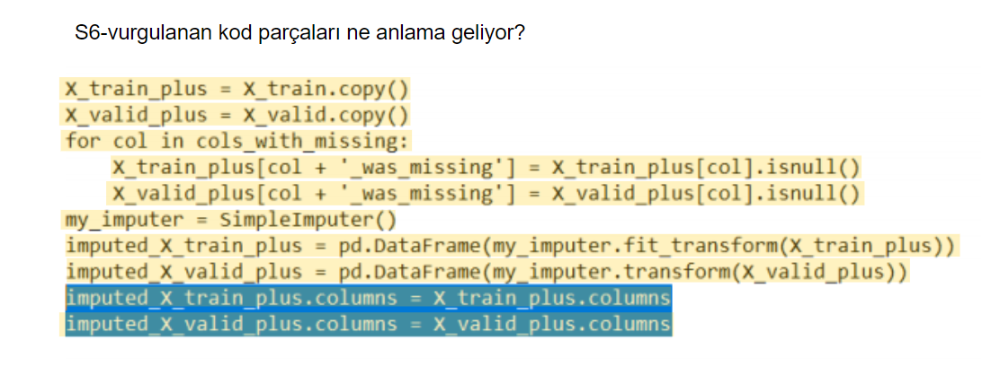 S6-vurgulanan kod parçaları ne anlama geliyor?
X_train_plus = X_train.copy()
X_valid_plus = X_valid.copy()
for col in cols_with_missing:
    X_train_plus[col + '_was_missing'] = X_train_plus[col].isnull()
    X_valid_plus[col + '_was_missing'] = X_valid_plus[col].isnull()
my_imputer = SimpleImputer()
imputed_X_train_plus = pd.DataFrame(my_imputer.fit_transform(X_train_plus))
imputed_X_valid_plus = pd.DataFrame(my_imputer.transform(X_valid_plus))
imputed_X_train_plus.columns = X_train_plus.columns
imputed_X_valid_plus.columns = X_valid_plus.columns